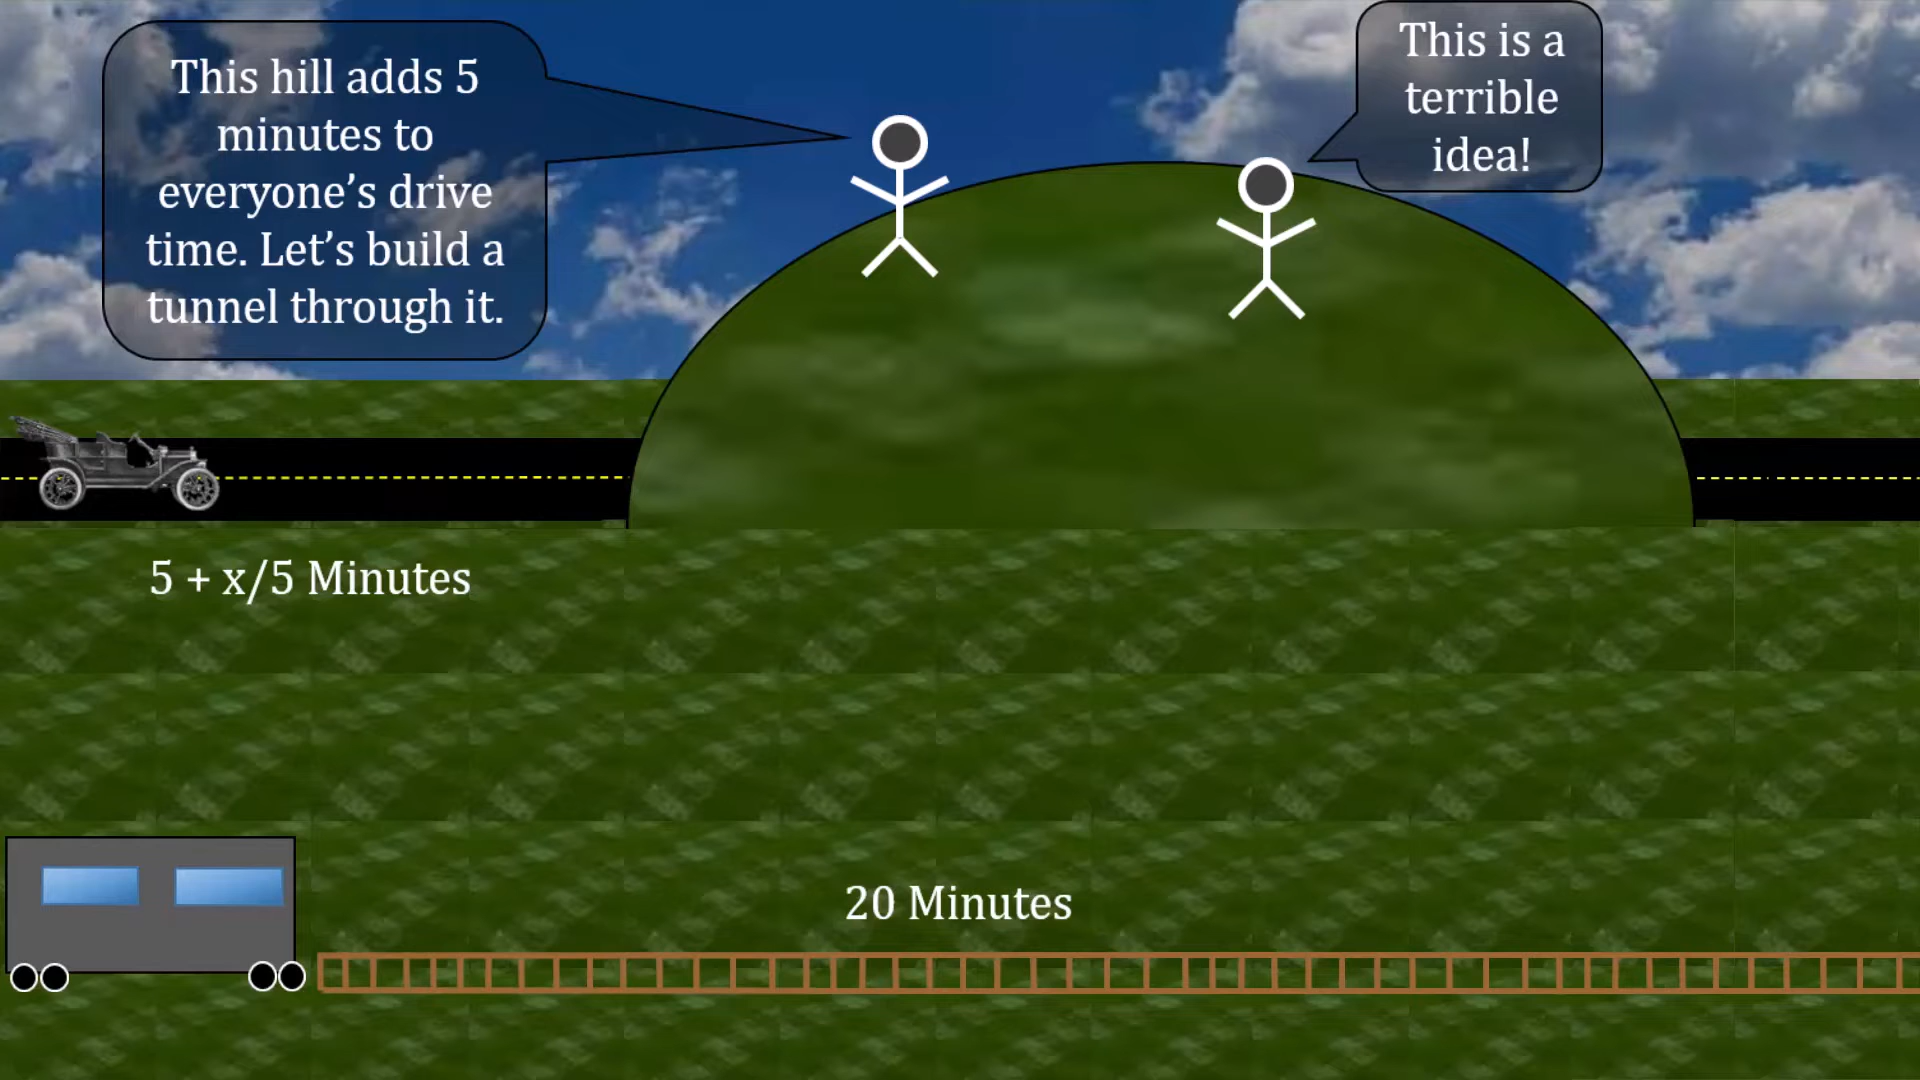 This hill adds 5
minutes to
everyone’s drive
time. Let’s build a
tunnel through it.
This is a
terrible
idea!
5 + x/5 Minutes
20 Minutes